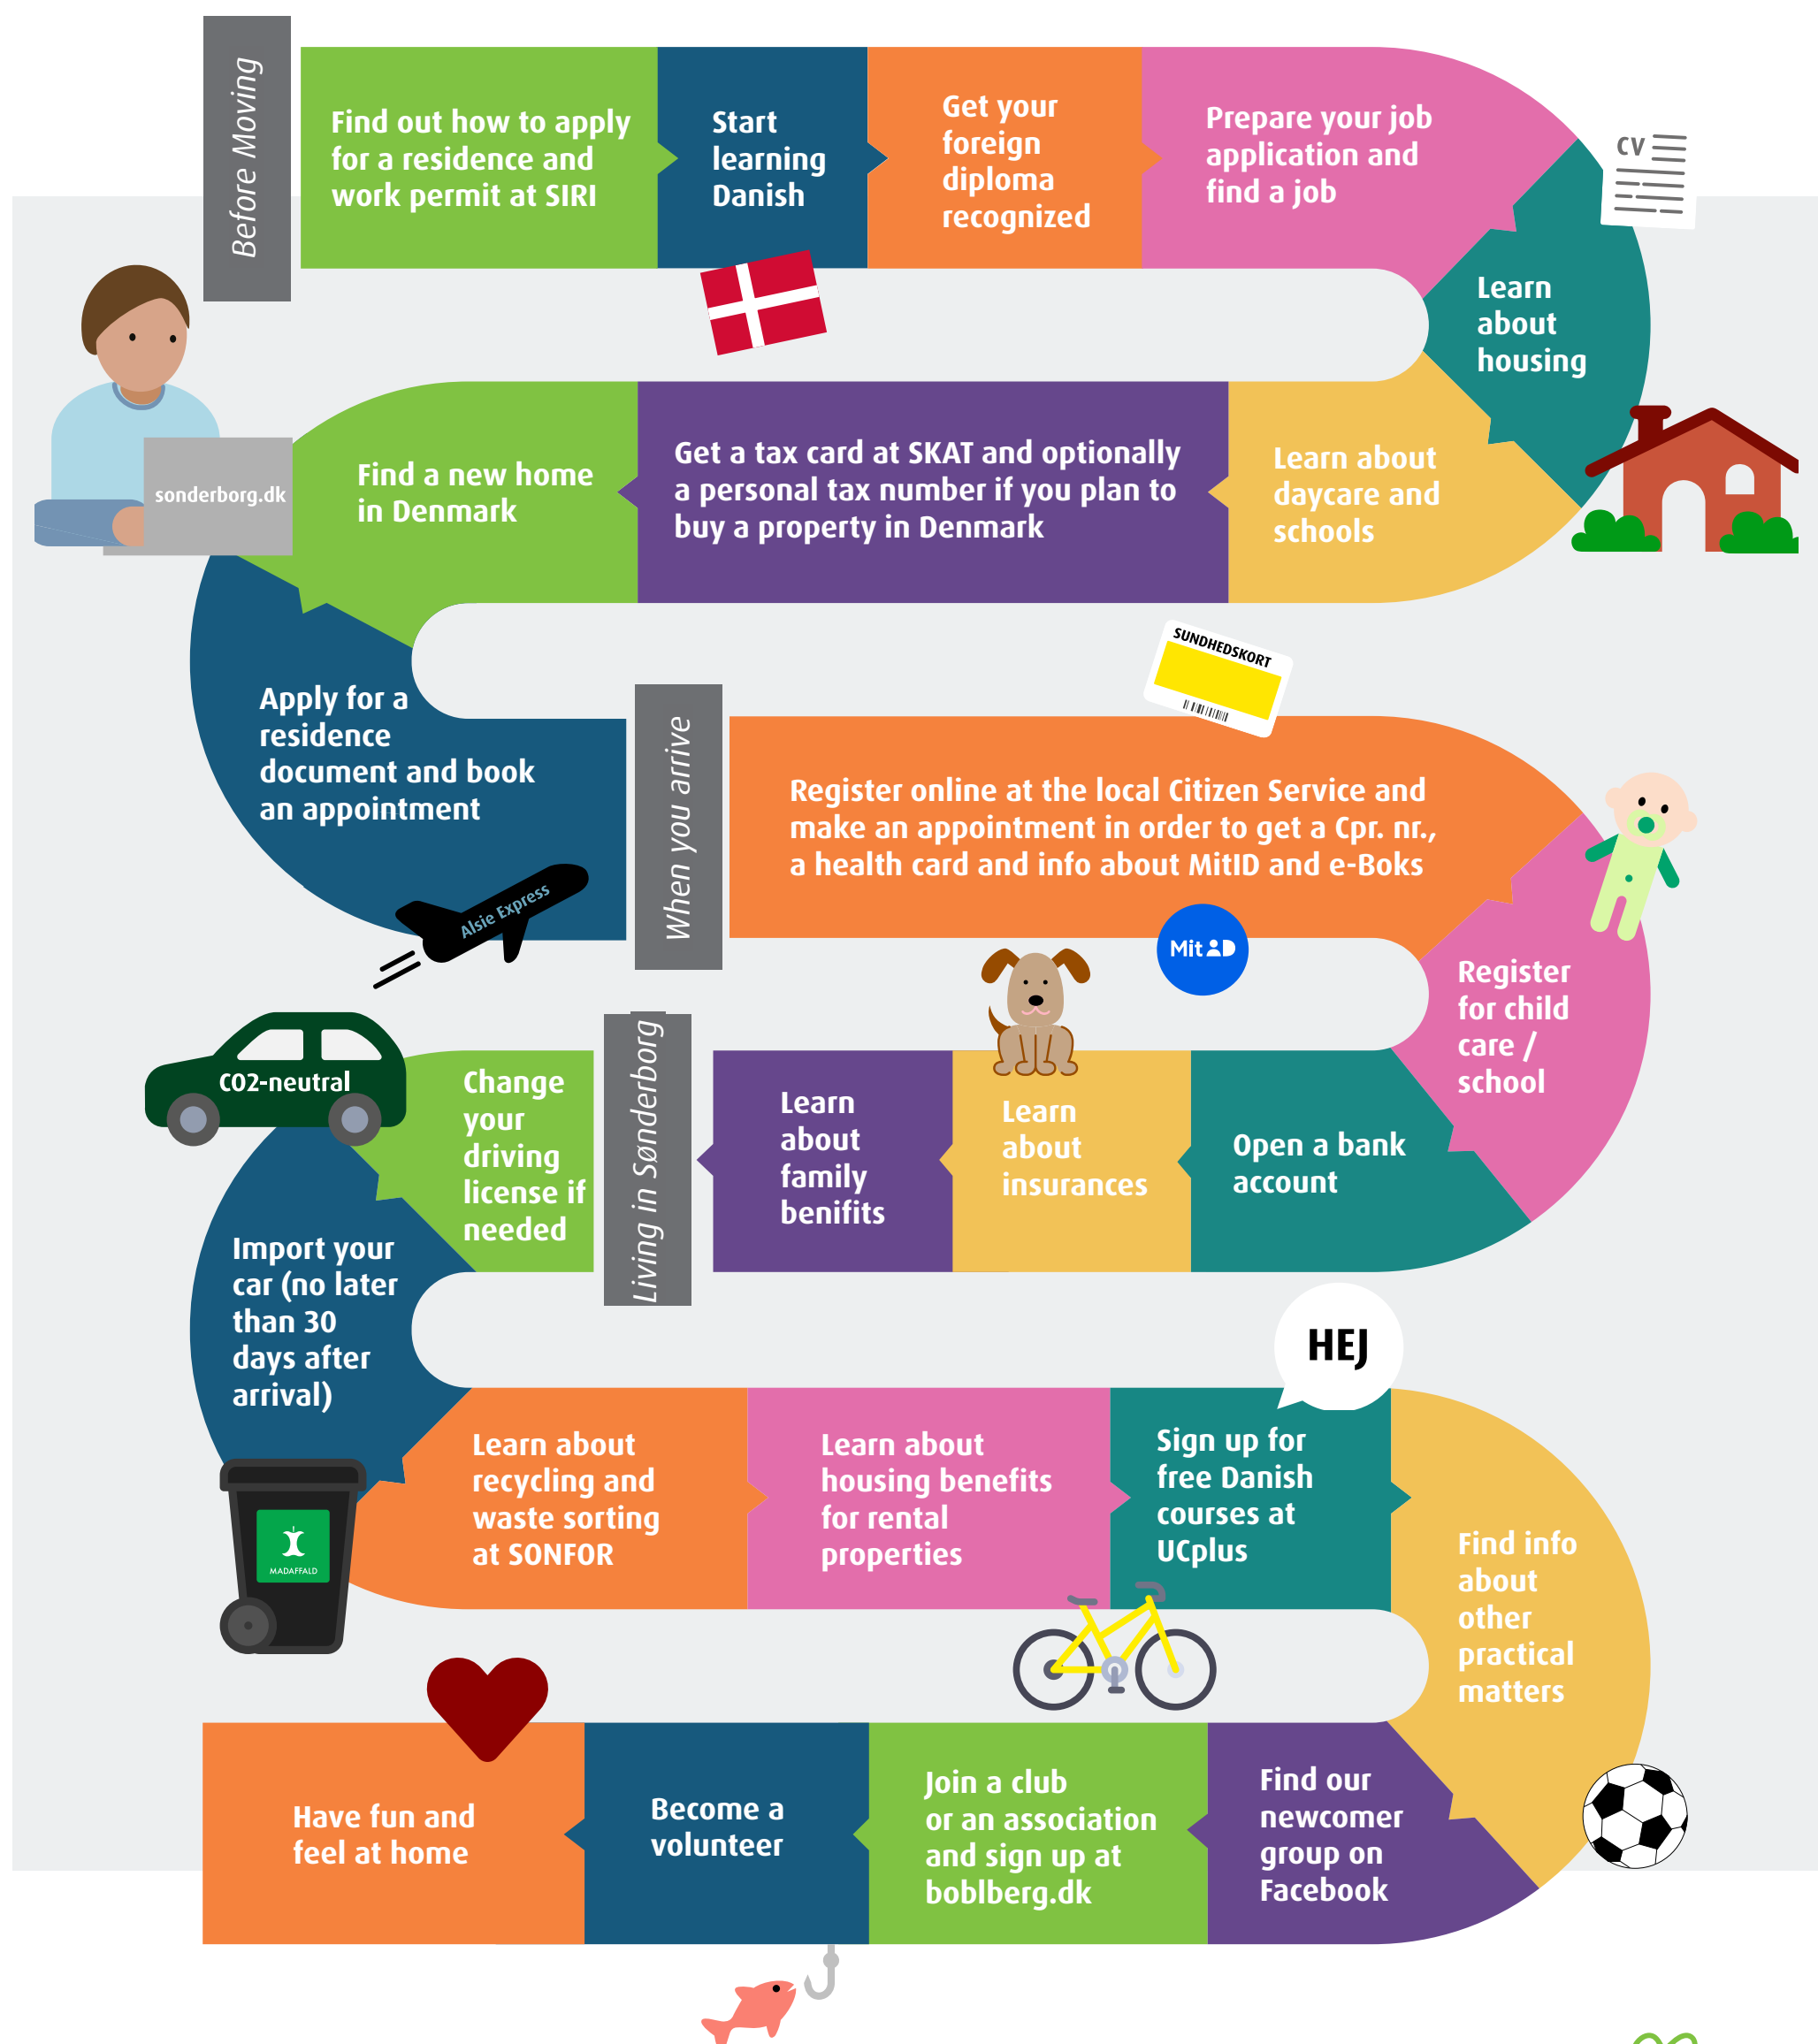 Before Moving
Find out how to apply
for a residence and
work permit at SIRI
Start
learning
Danish
Get your
foreign
diploma
recognized
Prepare your job
application and
find a job
CV
Learn
about
housing
Learn about
daycare and
schools
Get a tax card at SKAT and optionally
a personal tax number if you plan to
buy a property in Denmark
Find a new home
in Denmark
sonderborg.dk
Apply for a
residence
document and book
an appointment
Alsie Express
When you arrive
SUNDHEDSKORT
Register online at the local Citizen Service and
make an appointment in order to get a Cpr. nr.,
a health card and info about MitID and e-Boks
Mit ID
Register
for child
care /
school
Open a bank
account
Learn
about
insurances
Learn
about
family
benifits
Living in Sønderborg
Change
your
driving
license if
needed
CO2-neutral
Import your
car (no later
than 30
days after
arrival)
MADAFFALD
Learn about
recycling and
waste sorting
at SONFOR
Learn about
housing benefits
for rental
properties
HEJ
Sign up for
free Danish
courses at
UCplus
Find info
about
other
practical
matters
Find our
newcomer
group on
Facebook
Join a club
or an association
and sign up at
boblberg.dk
Become a
volunteer
Have fun and
feel at home